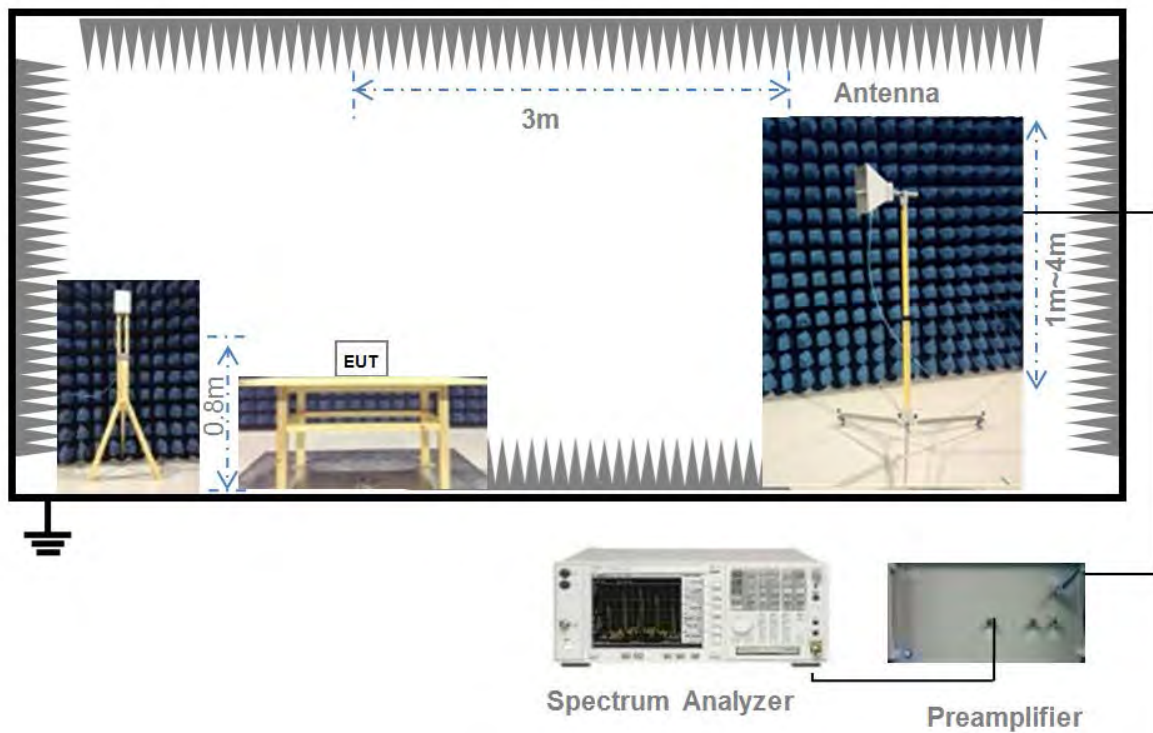 Antenna
3m
1m~4m
EUT
0.8m
Spectrum Analyzer
Preamplifier